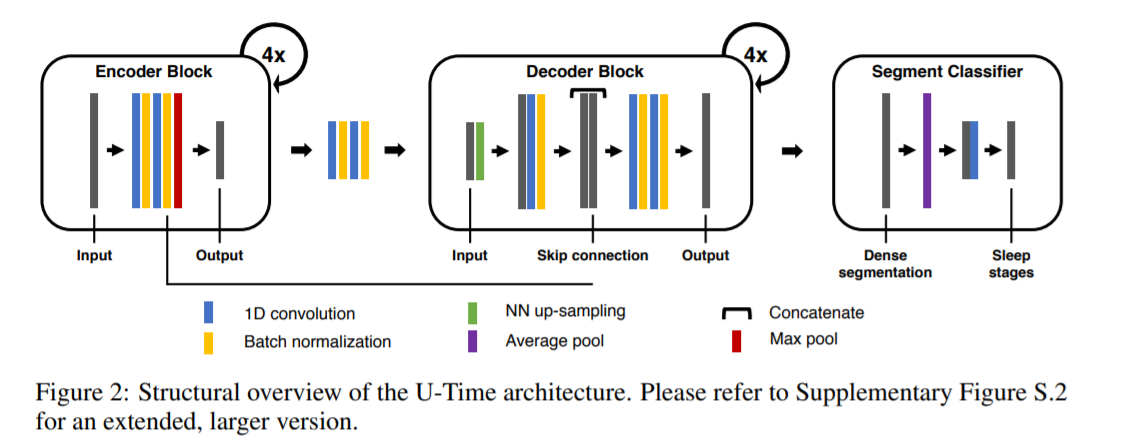 4x
4x
Encoder Block
Decoder Block
Segment Classifier
Input
Output
Input
Skip connection
Output
Dense
segmentation
Sleep
stages
1D convolution
NN up-sampling
Concatenate
Batch normalization
Average pool
Max pool
Figure 2: Structural overview of the U-Time architecture. Please refer to Supplementary Figure S.2
for an extended, larger version.